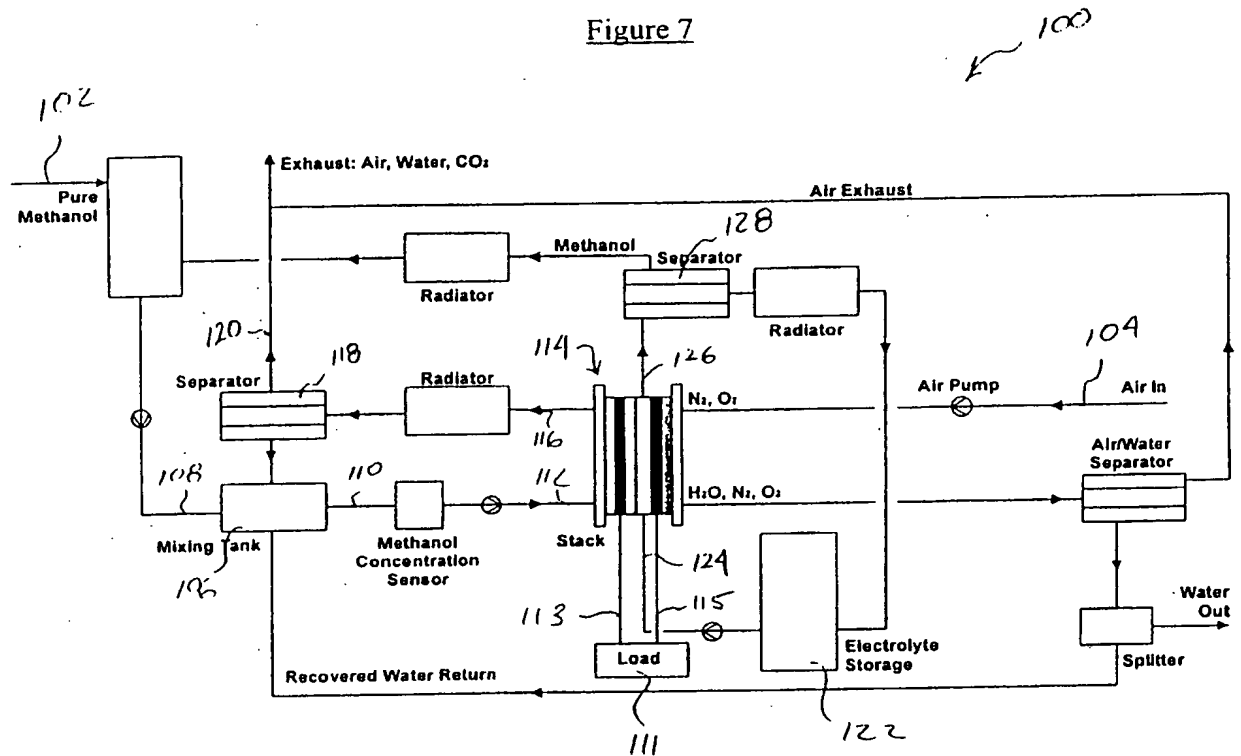 Figure 7
100
102
Pure
Methanol
Exhaust: Air, Water, CO₂
Air Exhaust
128
Methanol
Separator
Radiator
Radiator
120
118
Separator
Radiator
114
126
116
N₂, O₂
Air Pump
104
Air In
Air/Water
Separator
108
110
112
H₂O, N₂, O₂
Mixing Tank
106
Methanol
Concentration
Sensor
Stack
124
113
115
Water
Out
Load
Electrolyte
Storage
Splitter
Recovered Water Return
111
122